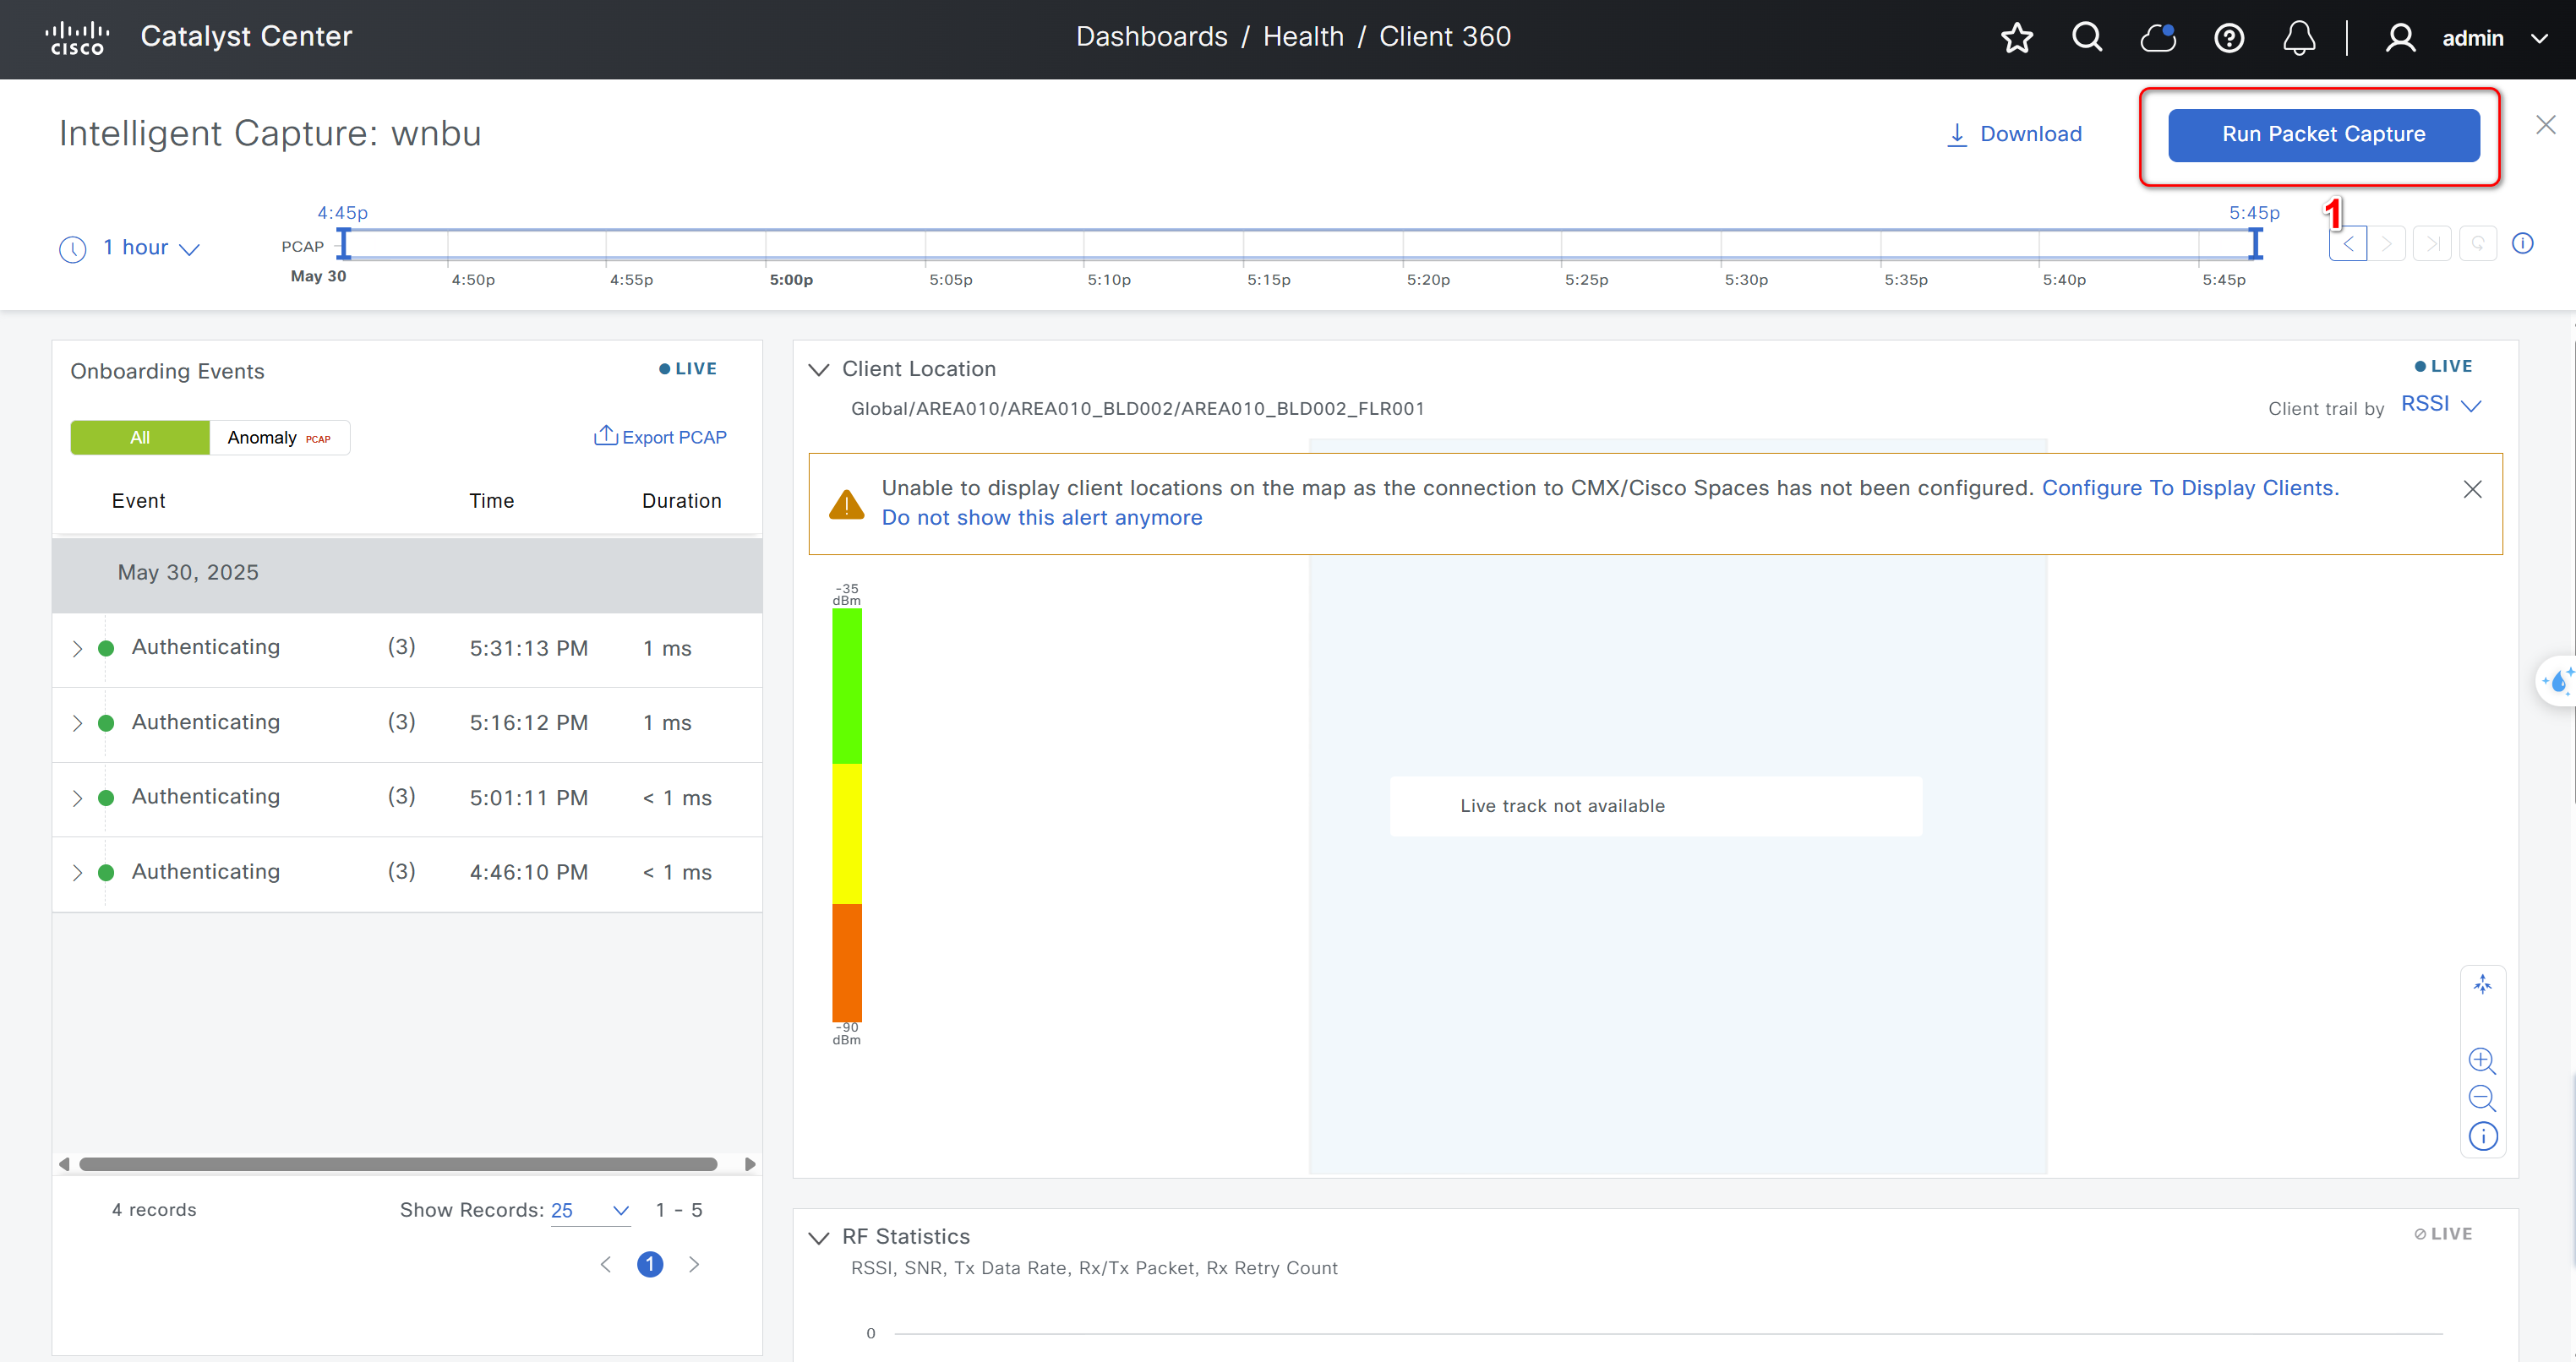 CISCO Catalyst Center
Dashboards / Health / Client 360
admin
Intelligent Capture: wnbu
Download
Run Packet Capture
1
1 hour
4:45p
5:45p
PCAP
May 30
4:50p
4:55p
5:00p
5:05p
5:10p
5:15p
5:20p
5:25p
5:30p
5:35p
5:40p
5:45p
Onboarding Events
LIVE
All
Anomaly PCAP
Export PCAP
Event Time Duration
May 30, 2025
Authenticating (3) 5:31:13 PM 1 ms
Authenticating (3) 5:16:12 PM 1 ms
Authenticating (3) 5:01:11 PM < 1 ms
Authenticating (3) 4:46:10 PM < 1 ms
4 records
Show Records: 25
1 - 5
1
Client Location
LIVE
Global/AREA010/AREA010_BLD002/AREA010_BLD002_FLR001
Client trail by RSSI
Unable to display client locations on the map as the connection to CMX/Cisco Spaces has not been configured. Configure To Display Clients.
Do not show this alert anymore
-35
dBm
Live track not available
-90
dBm
RF Statistics
LIVE
RSSI, SNR, Tx Data Rate, Rx/Tx Packet, Rx Retry Count
0